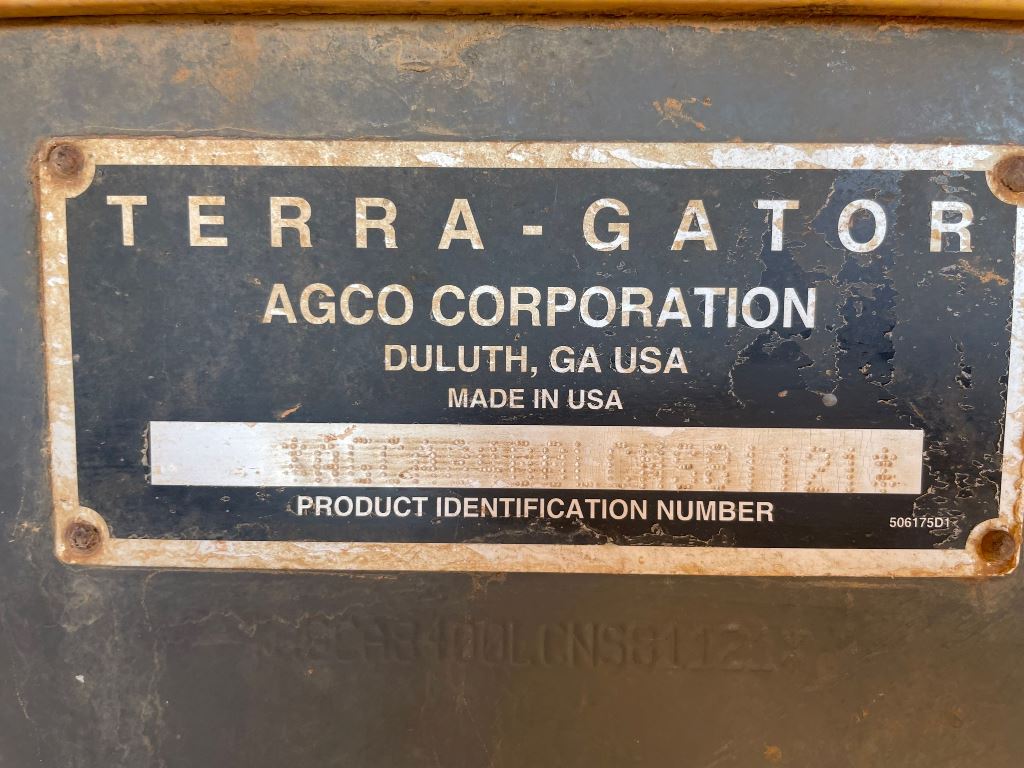 TERRA-GATOR
AGCO CORPORATION
DULUTH, GA USA
MADE IN USA
PRODUCT IDENTIFICATION NUMBER
506175D1